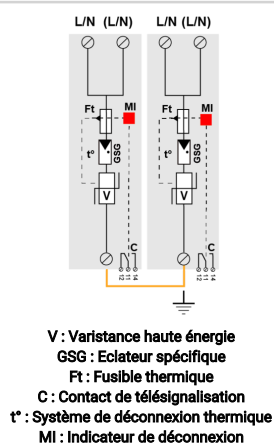 L/N (L/N) L/N (L/N)
Ft MI Ft MI
t° GSG t° GSG
V V
C C
12 11 14 12 11 14
V : Varistance haute énergie
GSG : Eclateur spécifique
Ft : Fusible thermique
C : Contact de télésignalisation
t° : Système de déconnexion thermique
MI : Indicateur de déconnexion